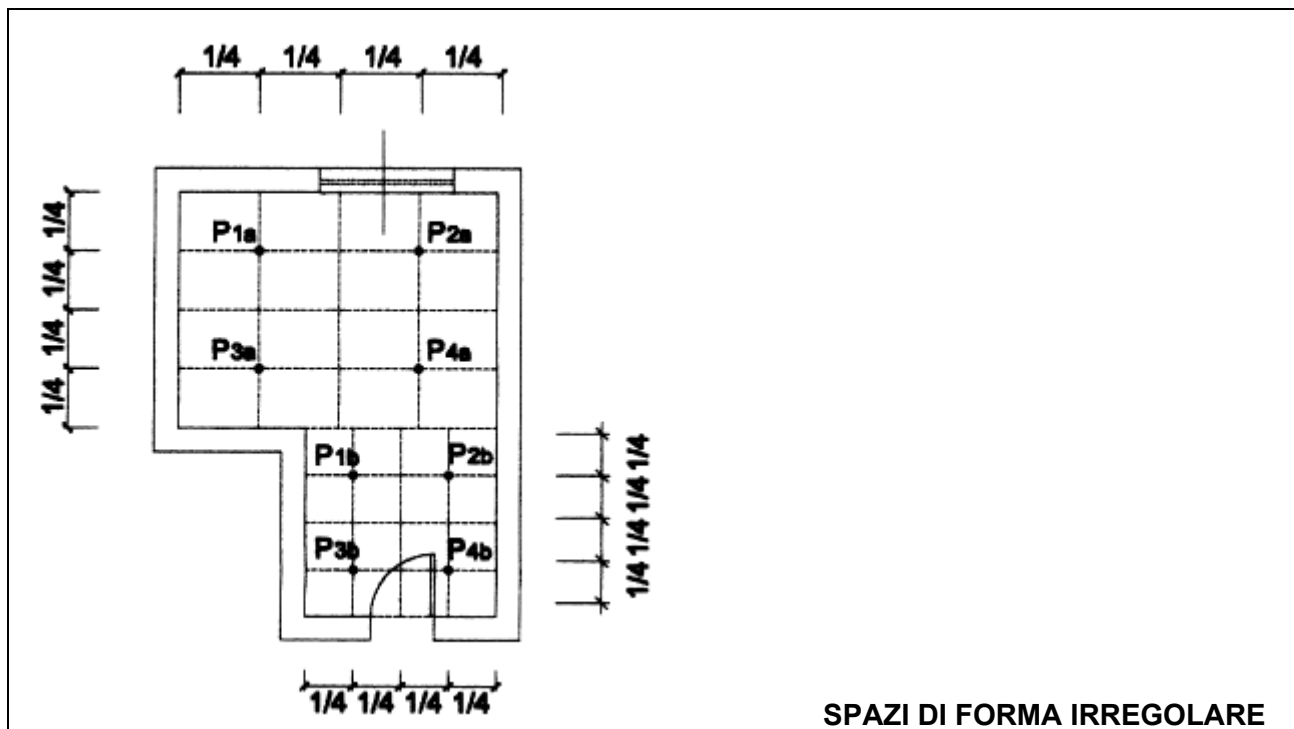 1/4 1/4 1/4 1/4
1/4
1/4
1/4
1/4
P1a P2a
P3a P4a
P1b P2b
P3b P4b
1/4 1/4 1/4 1/4
1/4 1/4 1/4 1/4
SPAZI DI FORMA IRREGOLARE